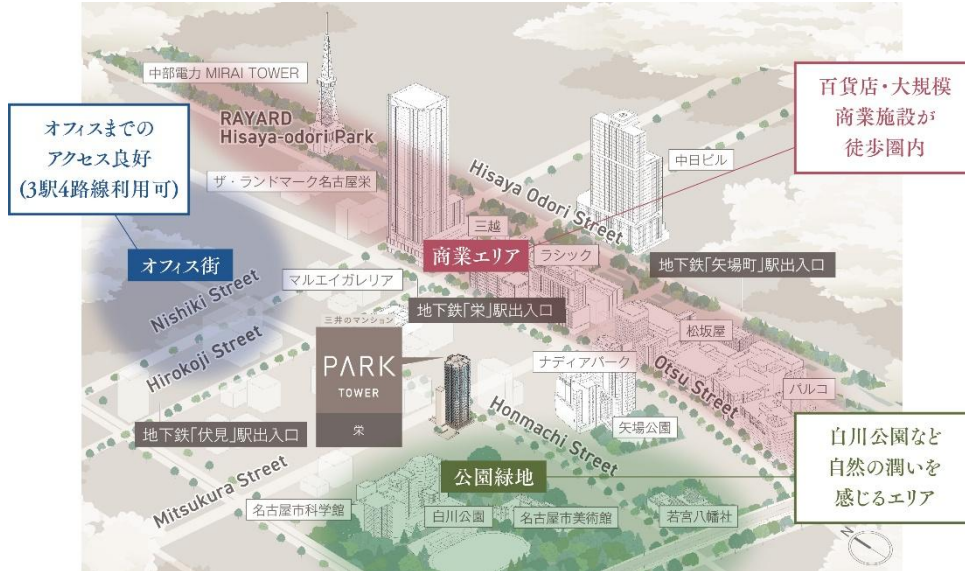 中部電力 MIRAI TOWER
RAYARD
Hisaya-odori Park
ザ・ランドマーク名古屋栄
オフィスまでの
アクセス良好
(3駅4路線利用可)
百貨店・大規模
商業施設が
徒歩圏内
中日ビル
Hisaya Odori Street
三越
商業エリア
ラシック
地下鉄「矢場町」駅出入口
オフィス街
マルエイガレリア
地下鉄「栄」駅出入口
Nishiki Street
Hirokoji Street
三井のマンション
PARK
TOWER
栄
松坂屋
Otsu Street
パルコ
ナディアパーク
矢場公園
Honmachi Street
地下鉄「伏見」駅出入口
Mitsukura Street
公園緑地
白川公園など
自然の潤いを
感じるエリア
名古屋市科学館
白川公園
名古屋市美術館
若宮八幡社
N